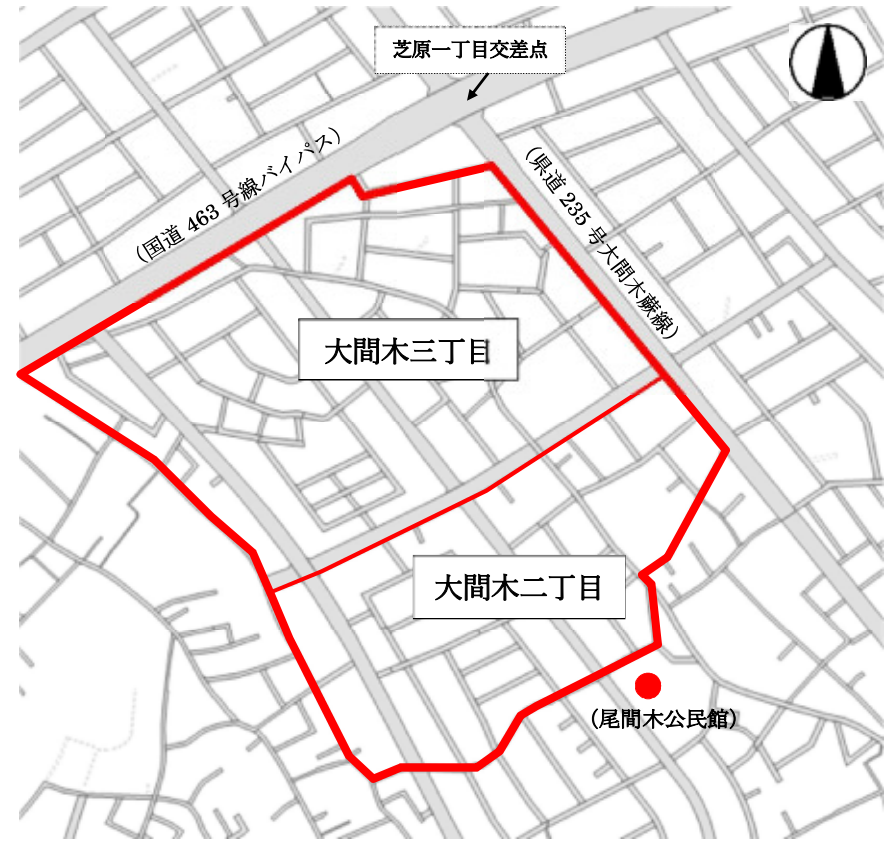 芝原一丁目交差点
(国道 463 号線バイパス)
(県道 235 号大間木蕨線)
大間木三丁目
大間木二丁目
(尾間木公民館)